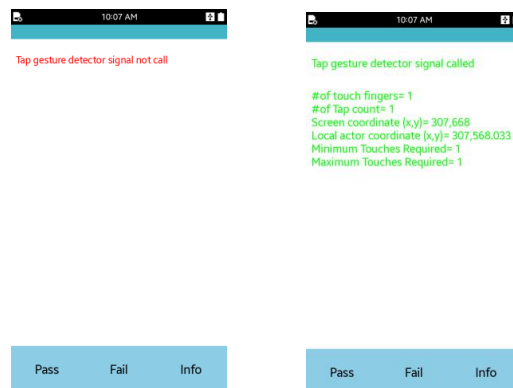 10:07 AM
Tap gesture detector signal not call
Pass Fail Info
10:07 AM
Tap gesture detector signal called
#of touch fingers= 1
#of Tap count= 1
Screen coordinate (x,y)= 307,668
Local actor coordinate (x,y)= 307,568.033
Minimum Touches Required= 1
Maximum Touches Required= 1
Pass Fail Info